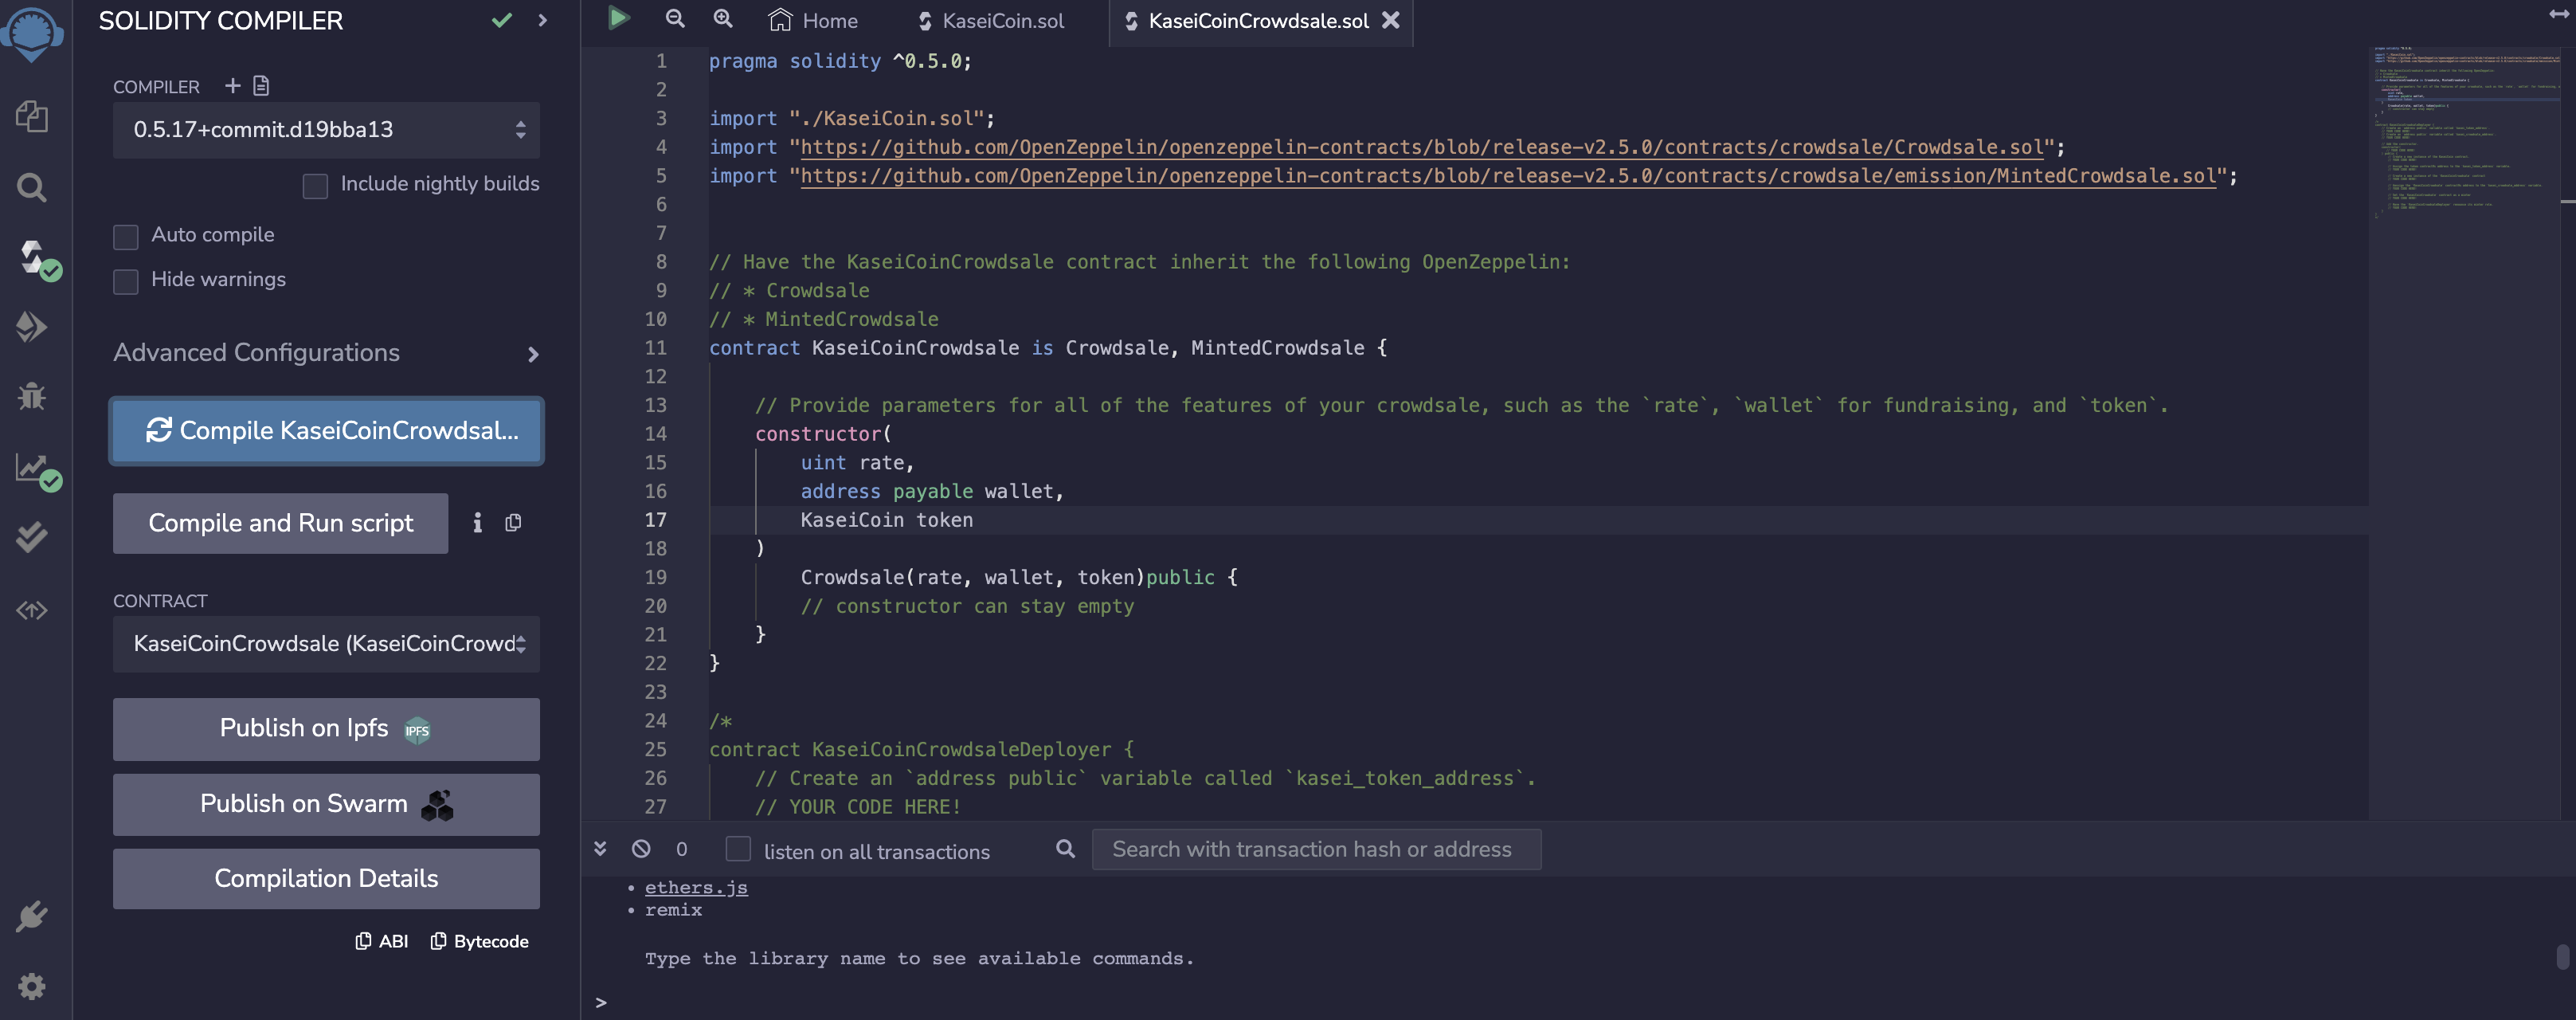 SOLIDITY COMPILER
COMPILER
0.5.17+commit.d19bba13
Include nightly builds
Auto compile
Hide warnings
Advanced Configurations
Compile KaseiCoinCrowdsal...
Compile and Run script
CONTRACT
KaseiCoinCrowdsale (KaseiCoinCrowd
Publish on Ipfs IPFS
Publish on Swarm
Compilation Details
ABI Bytecode
Home KaseiCoin.sol KaseiCoinCrowdsale.sol
1 pragma solidity ^0.5.0;
2
3 import "./KaseiCoin.sol";
4 import "https://github.com/OpenZeppelin/openzeppelin-contracts/blob/release-v2.5.0/contracts/crowdsale/Crowdsale.sol";
5 import "https://github.com/OpenZeppelin/openzeppelin-contracts/blob/release-v2.5.0/contracts/crowdsale/emission/MintedCrowdsale.sol";
6
7
8 // Have the KaseiCoinCrowdsale contract inherit the following OpenZeppelin:
9 // * Crowdsale
10 // * MintedCrowdsale
11 contract KaseiCoinCrowdsale is Crowdsale, MintedCrowdsale {
12
13 // Provide parameters for all of the features of your crowdsale, such as the `rate`, `wallet` for fundraising, and `token`.
14 constructor(
15 uint rate,
16 address payable wallet,
17 KaseiCoin token
18 )
19 Crowdsale(rate, wallet, token)public {
20 // constructor can stay empty
21 }
22 }
23
24 /*
25 contract KaseiCoinCrowdsaleDeployer {
26 // Create an `address public` variable called `kasei_token_address`.
27 // YOUR CODE HERE!
0 listen on all transactions Search with transaction hash or address
• ethers.js
• remix
Type the library name to see available commands.
>